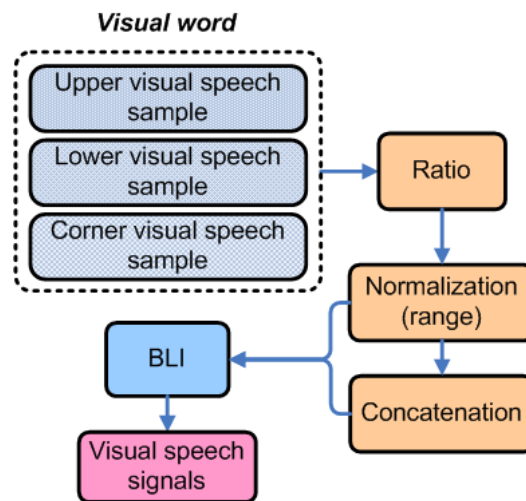 Visual word
Upper visual speech
sample
Lower visual speech
sample
Corner visual speech
sample
Ratio
Normalization
(range)
BLI
Concatenation
Visual speech
signals